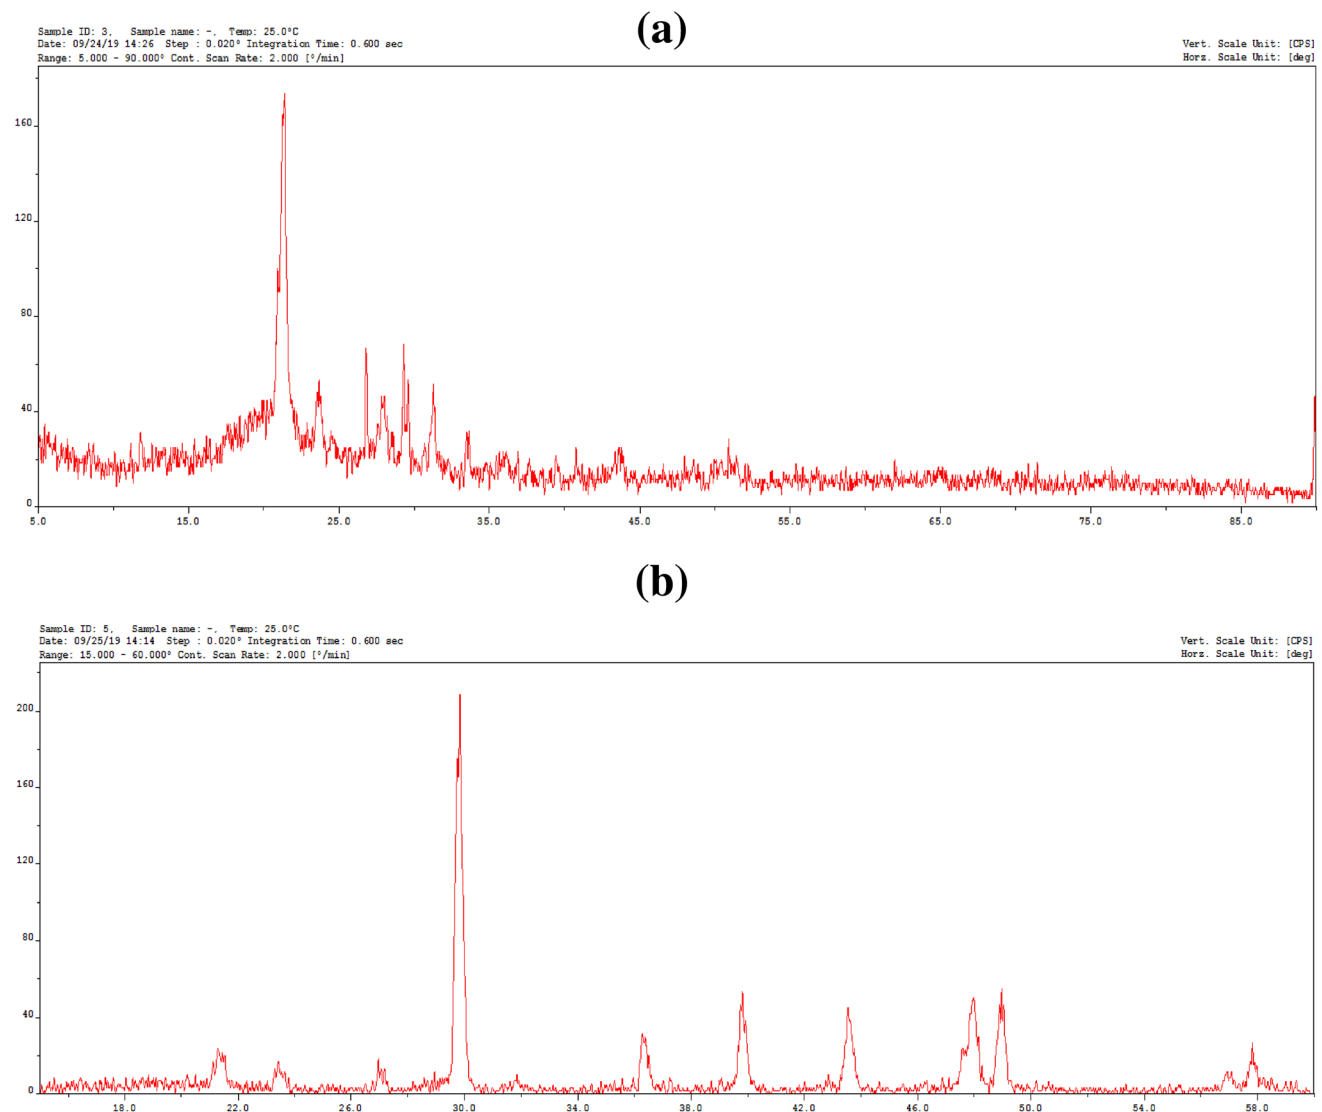 (a)
Sample ID: 3, Sample name: -, Temp: 25.0°C
Date: 09/24/19 14:26 Step : 0.020° Integration Time: 0.600 sec
Range: 5.000 - 90.000° Cont. Scan Rate: 2.000 [°/min]
Vert. Scale Unit: [CPS]
Horz. Scale Unit: [deg]
160
120
80
40
0
5.0 15.0 25.0 35.0 45.0 55.0 65.0 75.0 85.0
(b)
Sample ID: 5, Sample name: -, Temp: 25.0°C
Date: 09/25/19 14:14 Step : 0.020° Integration Time: 0.600 sec
Range: 15.000 - 60.000° Cont. Scan Rate: 2.000 [°/min]
Vert. Scale Unit: [CPS]
Horz. Scale Unit: [deg]
200
160
120
80
40
0
18.0 22.0 26.0 30.0 34.0 38.0 42.0 46.0 50.0 54.0 58.0